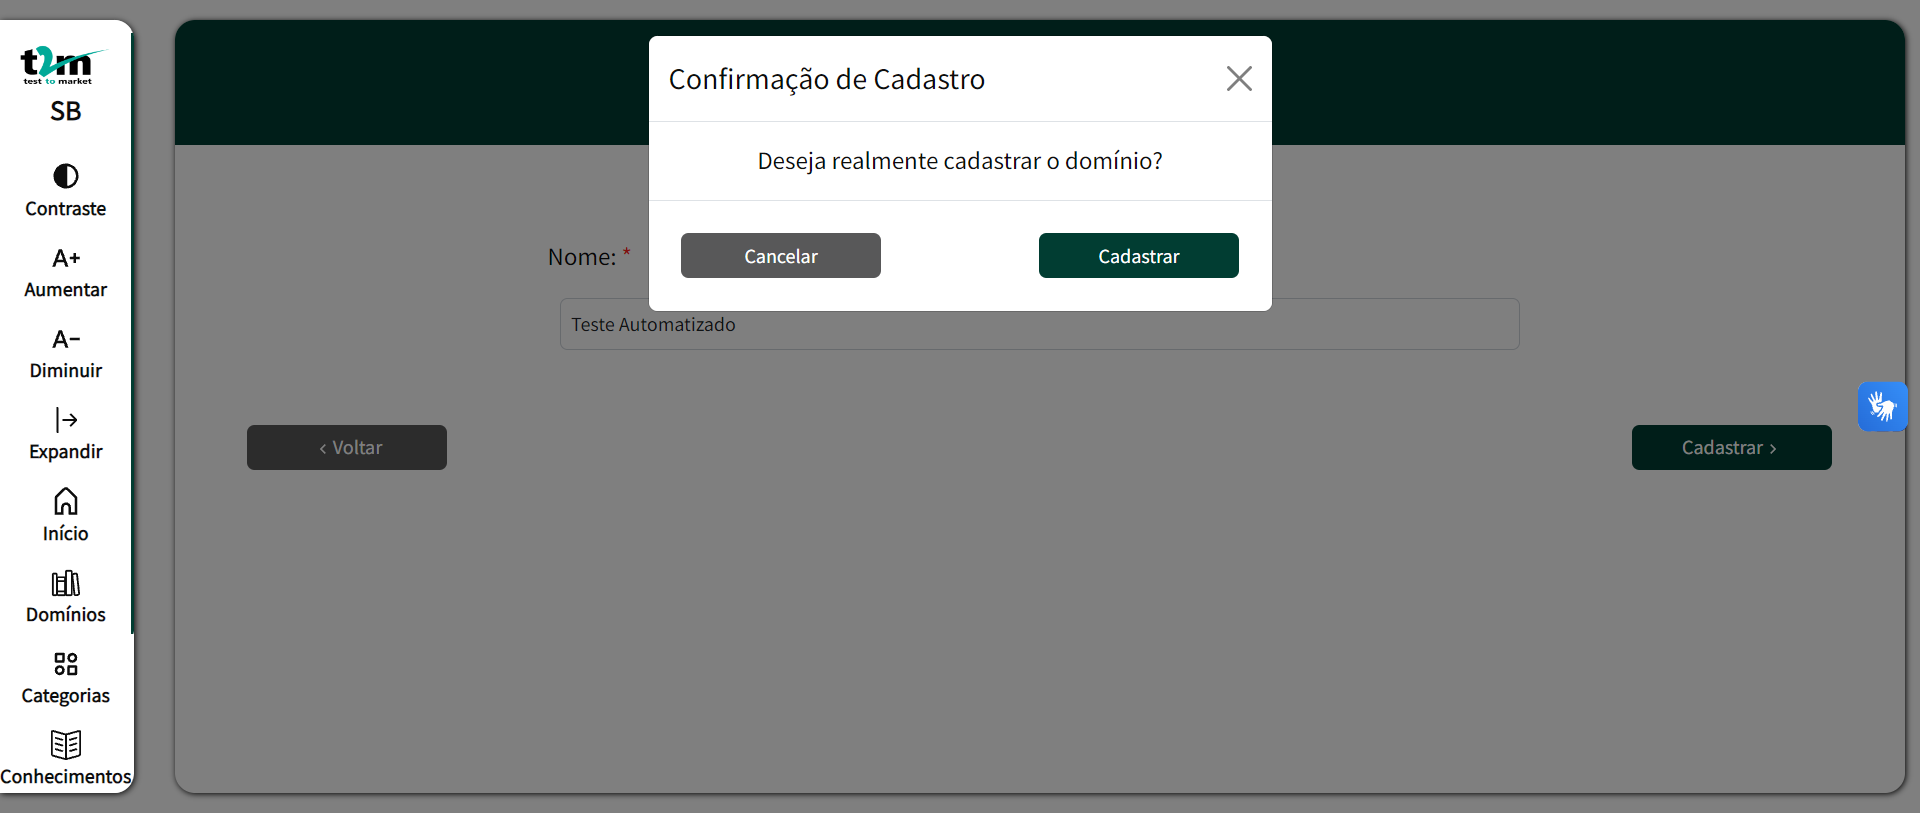 t2m
test to market
SB
Contraste
A+
Aumentar
A-
Diminuir
Expandir
Início
Domínios
Categorias
Conhecimentos
Confirmação de Cadastro
Deseja realmente cadastrar o domínio?
Cancelar
Cadastrar
Nome: *
Teste Automatizado
‹ Voltar
Cadastrar ›